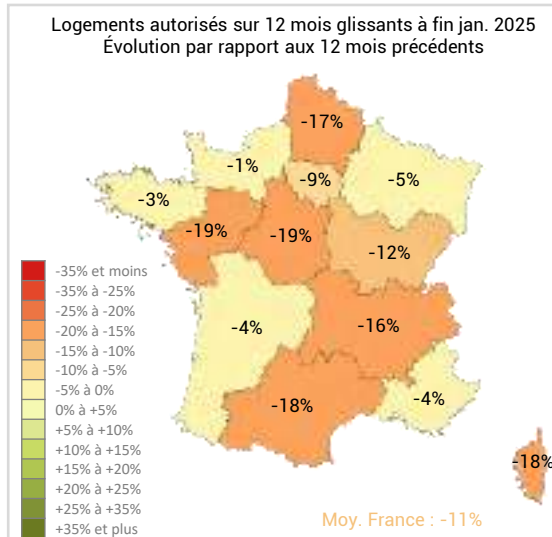 Logements autorisés sur 12 mois glissants à fin jan. 2025
Évolution par rapport aux 12 mois précédents
-17%
-1%
-9%
-5%
-3%
-19%
-19%
-12%
-4%
-16%
-18%
-4%
-18%
-35% et moins
-35% à -25%
-25% à -20%
-20% à -15%
-15% à -10%
-10% à -5%
-5% à 0%
0% à +5%
+5% à +10%
+10% à +15%
+15% à +20%
+20% à +25%
+25% à +35%
+35% et plus
Moy. France : -11%